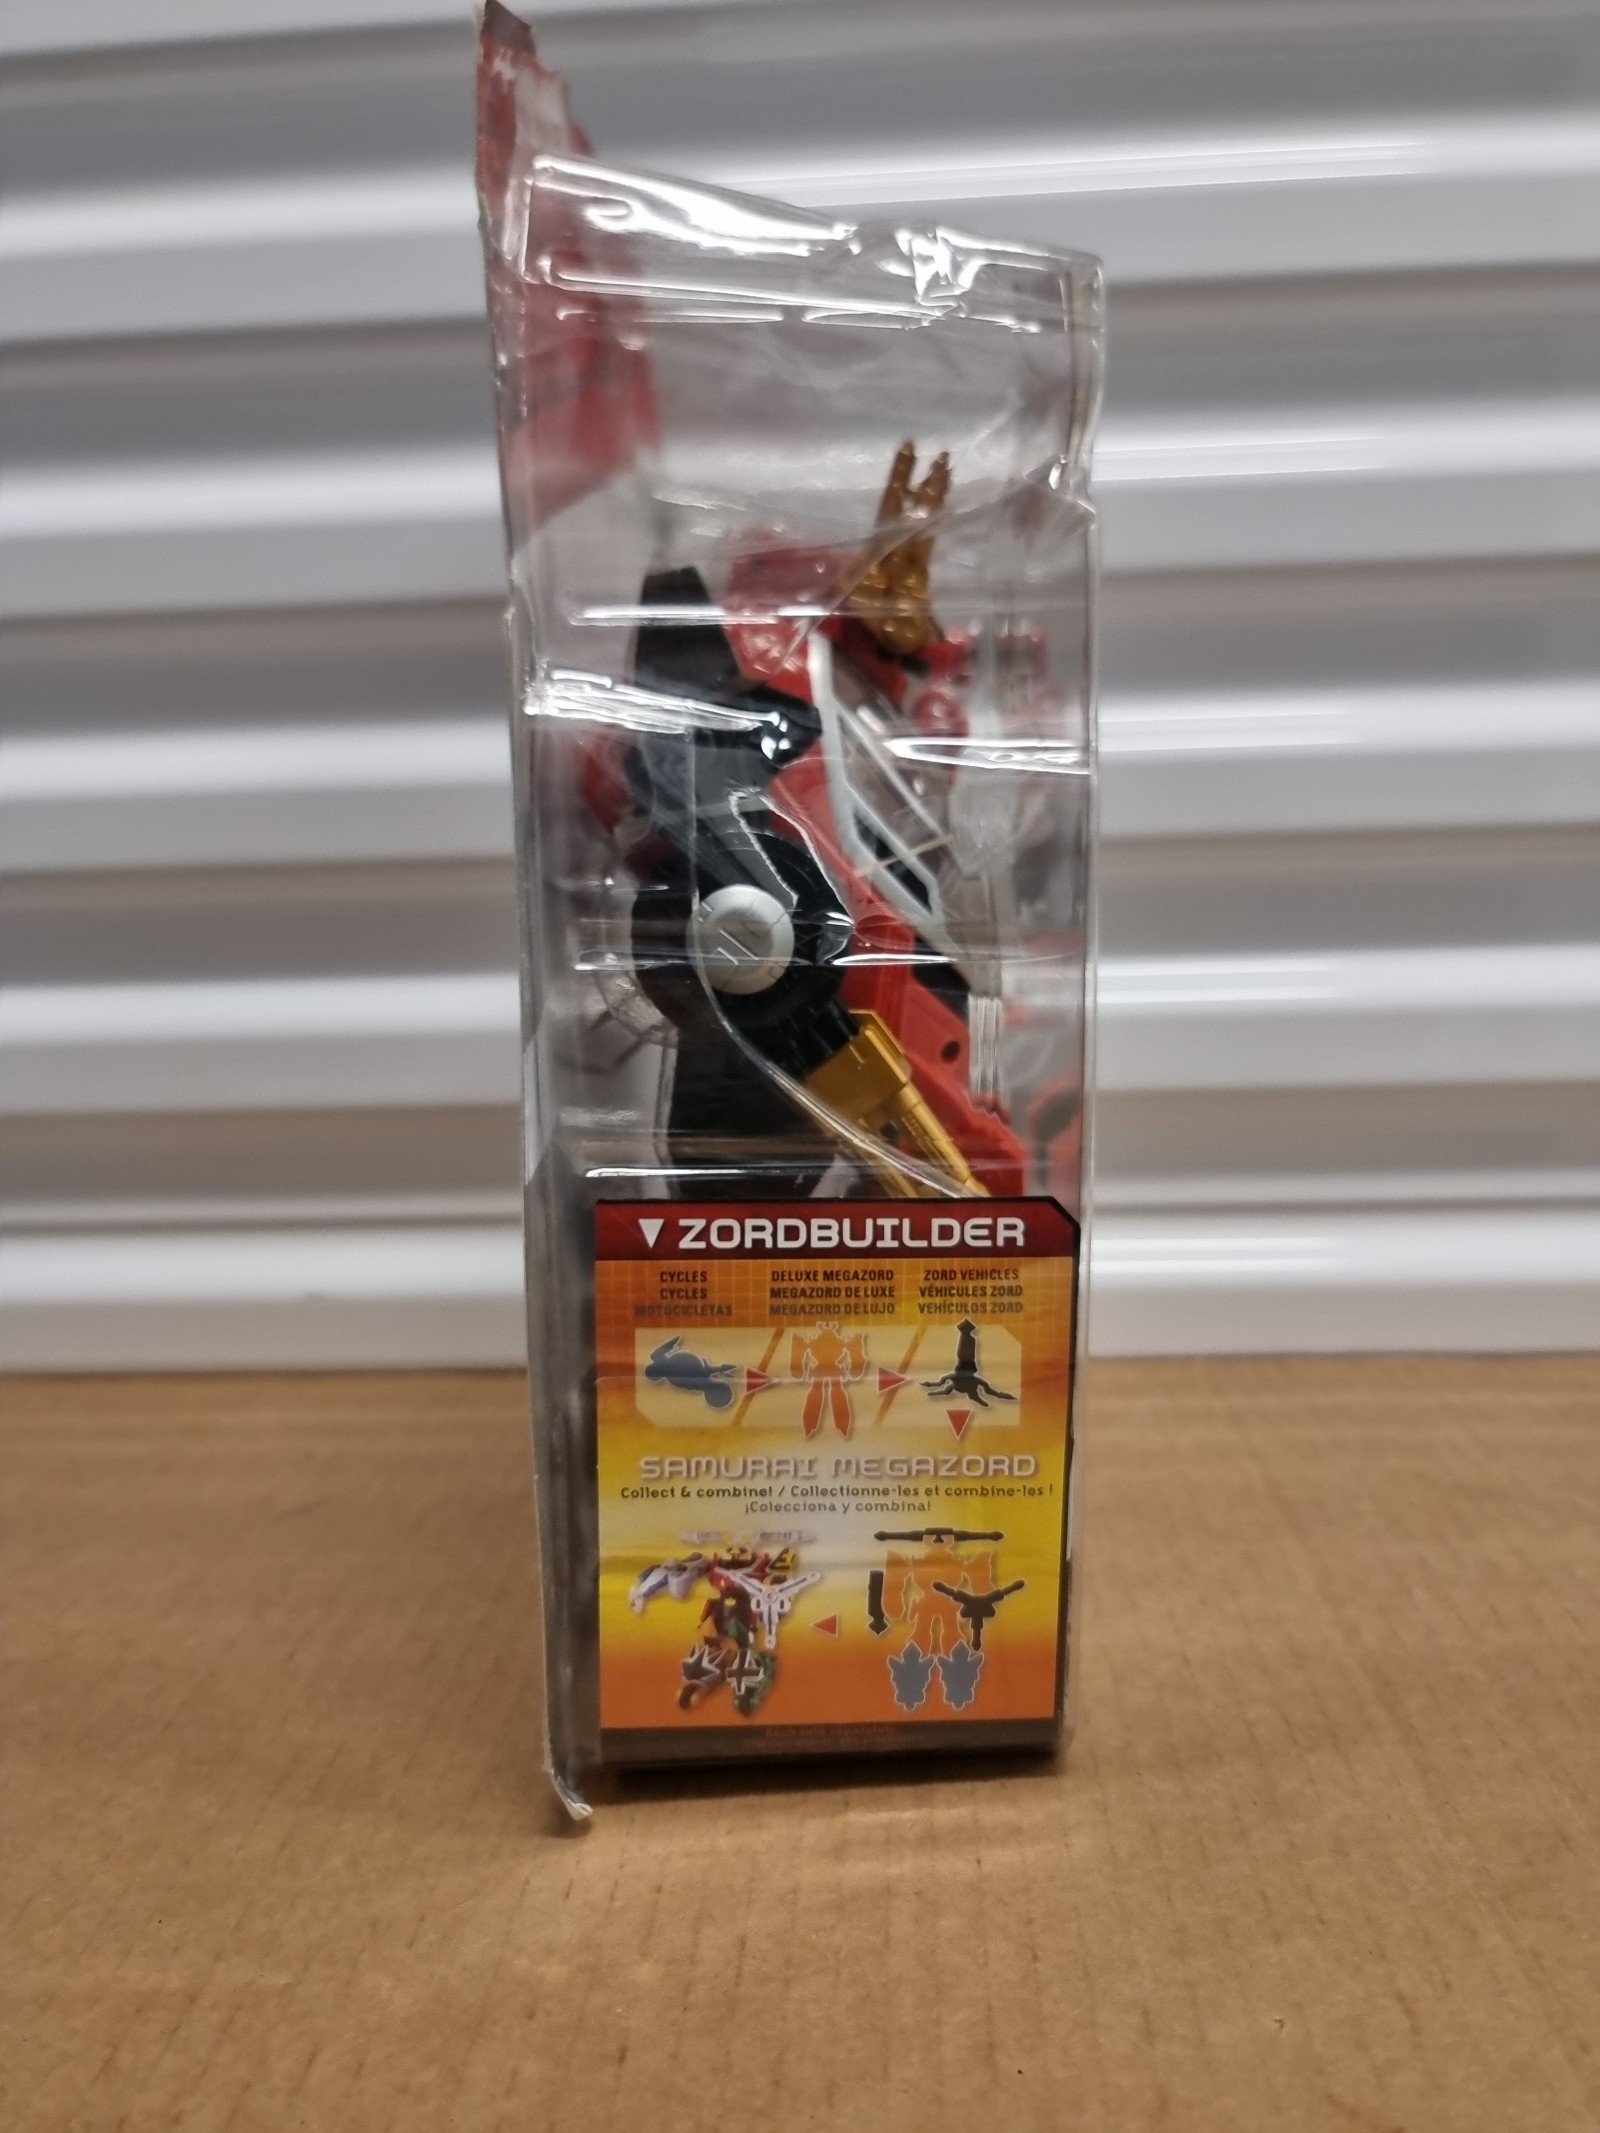 ZORDBUILDER
CYCLES DELUXE MEGAZORD ZORD VEHICLES
CYCLES MEGAZORD DE LUXE VÉHICULES ZORD
MOTOCICLETAS MEGAZORD DE LUJO VEHÍCULOS ZORD
SAMURAI MEGAZORD
Collect & combine! / Collectionne-les et combine-les !
¡Colecciona y combina!